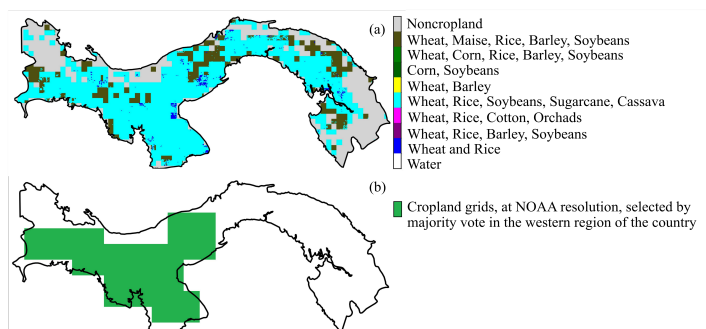 (a)
Noncropland
Wheat, Maise, Rice, Barley, Soybeans
Wheat, Corn, Rice, Barley, Soybeans
Corn, Soybeans
Wheat, Barley
Wheat, Rice, Soybeans, Sugarcane, Cassava
Wheat, Rice, Cotton, Orchads
Wheat, Rice, Barley, Soybeans
Wheat and Rice
Water
(b)
Cropland grids, at NOAA resolution, selected by
majority vote in the western region of the country